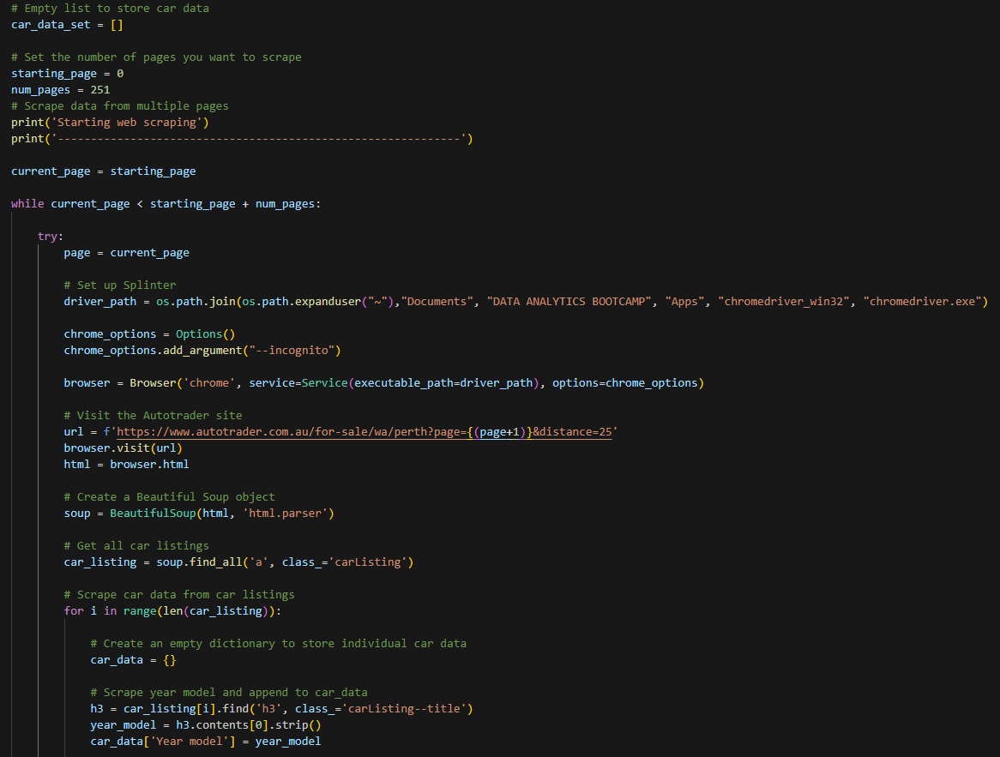 # Empty list to store car data
car_data_set = []
# Set the number of pages you want to scrape
starting_page = 0
num_pages = 251
# Scrape data from multiple pages
print('Starting web scraping')
print('-------------------------------------------------------------')
current_page = starting_page
while current_page < starting_page + num_pages:
try:
page = current_page
# Set up Splinter
driver_path = os.path.join(os.path.expanduser("~"),"Documents", "DATA ANALYTICS BOOTCAMP", "Apps", "chromedriver_win32", "chromedriver.exe")
chrome_options = Options()
chrome_options.add_argument("--incognito")
browser = Browser('chrome', service=Service(executable_path=driver_path), options=chrome_options)
# Visit the Autotrader site
url = f'https://www.autotrader.com.au/for-sale/wa/perth?page={(page+1)}&distance=25'
browser.visit(url)
html = browser.html
# Create a Beautiful Soup object
soup = BeautifulSoup(html, 'html.parser')
# Get all car listings
car_listing = soup.find_all('a', class_='carListing')
# Scrape car data from car listings
for i in range(len(car_listing)):
# Create an empty dictionary to store individual car data
car_data = {}
# Scrape year model and append to car_data
h3 = car_listing[i].find('h3', class_='carListing--title')
year_model = h3.contents[0].strip()
car_data['Year model'] = year_model